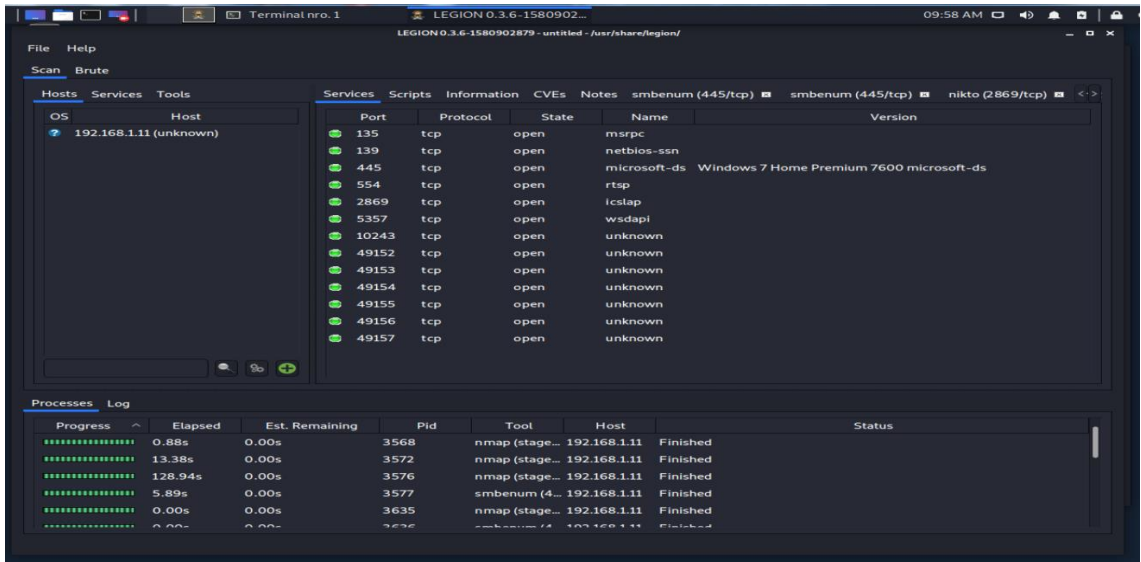 Terminal nro. 1 LEGION 0.3.6-1580902... 09:58 AM
LEGION 0.3.6-1580902879 - untitled - /usr/share/legion/
File Help
Scan Brute
Hosts Services Tools
OS Host
192.168.1.11 (unknown)
Services Scripts Information CVEs Notes smbenum (445/tcp) smbenum (445/tcp) nikto (2869/tcp)
Port Protocol State Name Version
135 tcp open msrpc
139 tcp open netbios-ssn
445 tcp open microsoft-ds Windows 7 Home Premium 7600 microsoft-ds
554 tcp open rtsp
2869 tcp open icslap
5357 tcp open wsdapi
10243 tcp open unknown
49152 tcp open unknown
49153 tcp open unknown
49154 tcp open unknown
49155 tcp open unknown
49156 tcp open unknown
49157 tcp open unknown
Processes Log
Progress Elapsed Est. Remaining Pid Tool Host Status
0.88s 0.00s 3568 nmap (stage... 192.168.1.11 Finished
13.38s 0.00s 3572 nmap (stage... 192.168.1.11 Finished
128.94s 0.00s 3576 nmap (stage... 192.168.1.11 Finished
5.89s 0.00s 3577 smbenum (4... 192.168.1.11 Finished
0.00s 0.00s 3635 nmap (stage... 192.168.1.11 Finished